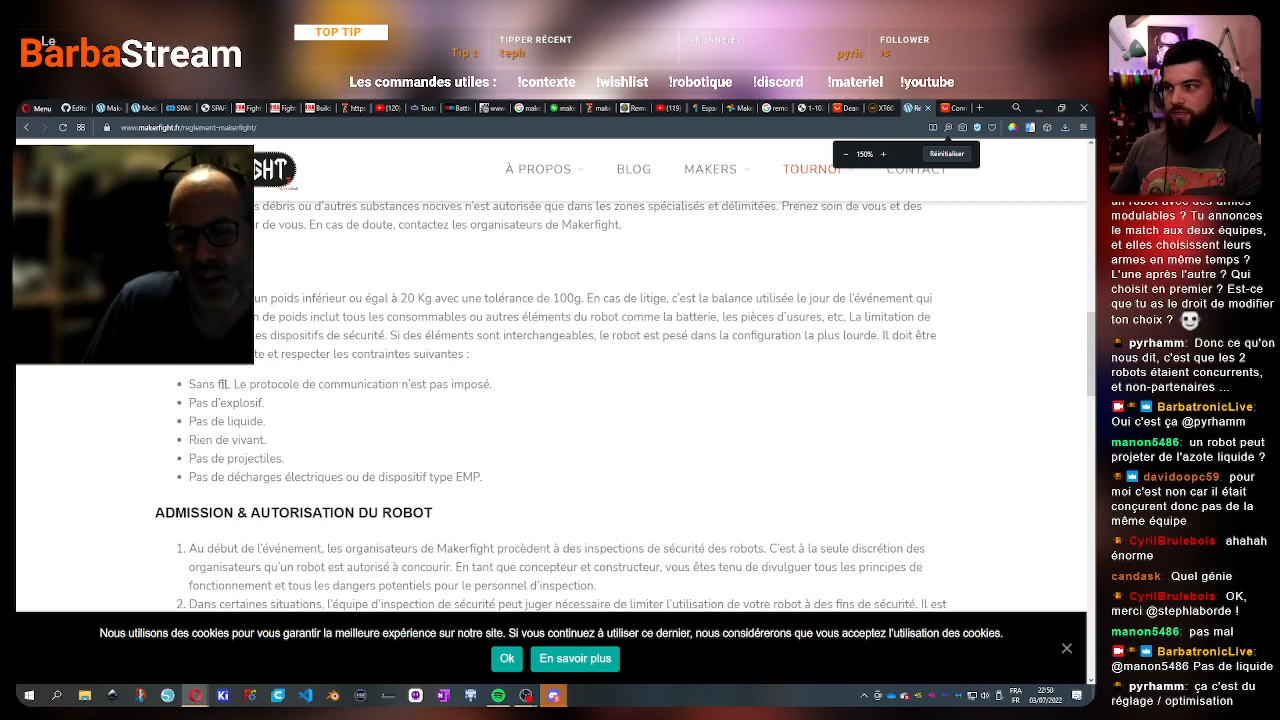 Le
BarbaStream
TOP TIP
TIPPER RÉCENT
ABONNÉ(E)
FOLLOWER
Tip t
teph
pyrh
Les commandes utiles : !contexte !wishlist !robotique !discord !materiel !youtube
Menu
www.makerfight.fr/reglement-makerfight/
150%
Réinitialiser
À PROPOS
BLOG
MAKERS
TOURNOI
CONTACT
s débris ou d'autres substances nocives n'est autorisée que dans les zones spécialisés et délimitées. Prenez soin de vous et des
r de vous. En cas de doute, contactez les organisateurs de Makerfight.
un poids inférieur ou égal à 20 Kg avec une tolérance de 100g. En cas de litige, c'est la balance utilisée le jour de l'événement qui
n de poids inclut tous les consommables ou autres éléments du robot comme la batterie, les pièces d'usures, etc. La limitation de
es dispositifs de sécurité. Si des éléments sont interchangeables, le robot est pesé dans la configuration la plus lourde. Il doit être
te et respecter les contraintes suivantes :
• Sans fil. Le protocole de communication n'est pas imposé.
• Pas d'explosif.
• Pas de liquide.
• Rien de vivant.
• Pas de projectiles.
• Pas de décharges électriques ou de dispositif type EMP.
ADMISSION & AUTORISATION DU ROBOT
1. Au début de l'événement, les organisateurs de Makerfight procèdent à des inspections de sécurité des robots. C'est à la seule discrétion des
organisateurs qu'un robot est autorisé à concourir. En tant que concepteur et constructeur, vous êtes tenu de divulguer tous les principes de
fonctionnement et tous les dangers potentiels pour le personnel d'inspection.
2. Dans certaines situations, l'équipe d'inspection de sécurité peut juger nécessaire de limiter l'utilisation de votre robot à des fins de sécurité. Il est
Nous utilisons des cookies pour vous garantir la meilleure expérience sur notre site. Si vous continuez à utiliser ce dernier, nous considérerons que vous acceptez l'utilisation des cookies.
Ok
En savoir plus
FRA
FR
22:50
03/07/2022
un robot avec des armes
modulables ? Tu annonces
le match aux deux équipes,
et elles choisissent leurs
armes en même temps ?
L'une après l'autre ? Qui
choisit en premier ? Est-ce
que tu as le droit de modifier
ton choix ?
pyrhamm: Donc ce qu'on
nous dit, c'est que les 2
robots étaient concurrents,
et non-partenaires ...
BarbatronicLive:
Oui c'est ça @pyrhamm
manon5486: un robot peut
projeter de l'azote liquide ?
davidoopc59: pour
moi c'est non car il était
conçurent donc pas de la
même équipe
CyrilBrulebois: ahahah
énorme
candask: Quel génie
CyrilBrulebois: OK,
merci @stephlaborde !
manon5486: pas mal
BarbatronicLive:
@manon5486 Pas de liquide
pyrhamm: ça c'est du
réglage / optimisation